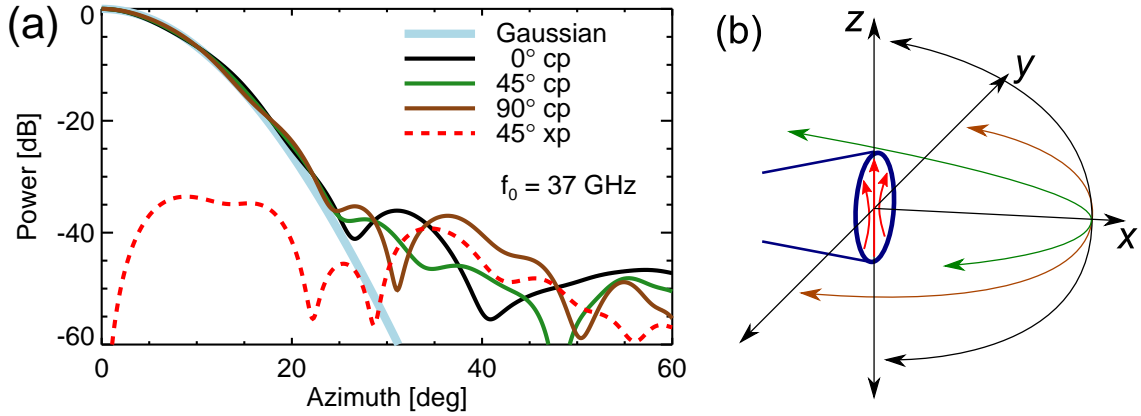 (a)
0
-20
-40
-60
Power [dB]
0
20
40
60
Azimuth [deg]
Gaussian
0° cp
45° cp
90° cp
45° xp
f0 = 37 GHz
(b)
z
y
x